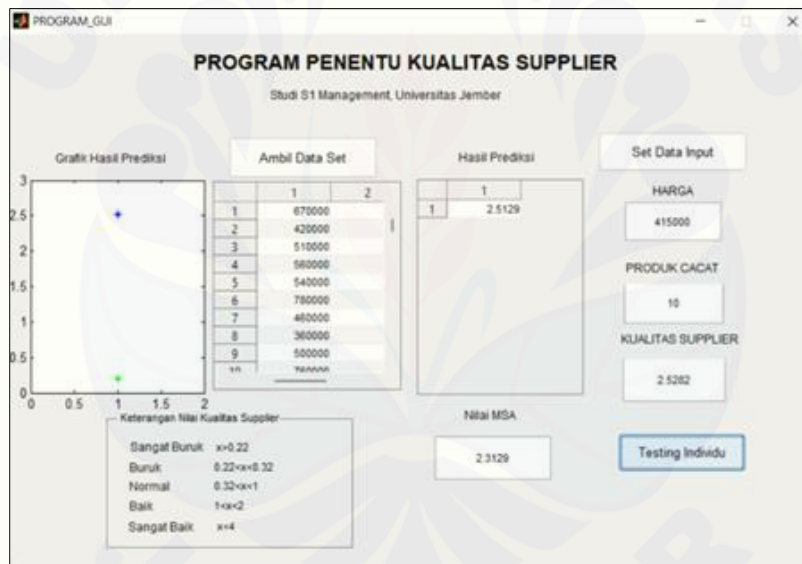 PROGRAM_GUI
PROGRAM PENENTU KUALITAS SUPPLIER
Studi S1 Management, Universitas Jember
Grafik Hasil Prediksi
3
2.5
2
1.5
1
0.5
0
0 0.5 1 1.5 2
Ambil Data Set
1 2
1 670000
2 420000
3 510000
4 560000
5 540000
6 780000
7 460000
8 360000
9 500000
10 760000
Hasil Prediksi
1
1 2.5129
Set Data Input
HARGA
415000
PRODUK CACAT
10
KUALITAS SUPPLIER
2.5282
Keterangan Nilai Kualitas Supplier
Sangat Buruk x>0.22
Buruk 0.22<x<0.32
Normal 0.32<x<1
Baik 1<x<2
Sangat Baik x<4
Nilai MSA
2.3129
Testing Individu